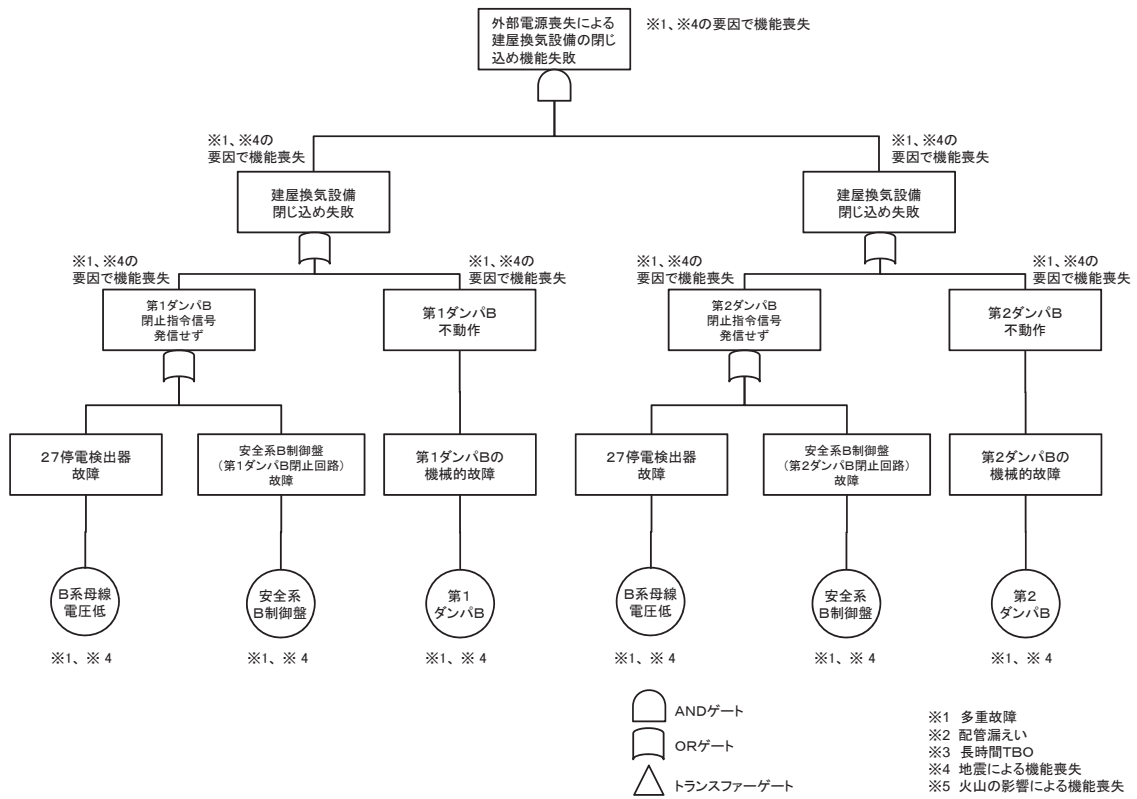 外部電源喪失による
建屋換気設備の閉じ
込め機能失敗
※1、※4の要因で機能喪失
※1、※4の
要因で機能喪失
※1、※4の
要因で機能喪失
建屋換気設備
閉じ込め失敗
建屋換気設備
閉じ込め失敗
※1、※4の
要因で機能喪失
※1、※4の
要因で機能喪失
※1、※4の
要因で機能喪失
※1、※4の
要因で機能喪失
第1ダンパB
閉止指令信号
発信せず
第1ダンパB
不動作
第2ダンパB
閉止指令信号
発信せず
第2ダンパB
不動作
27停電検出器
故障
安全系B制御盤
(第1ダンパB閉止回路)
故障
第1ダンパBの
機械的故障
27停電検出器
故障
安全系B制御盤
(第2ダンパB閉止回路)
故障
第2ダンパBの
機械的故障
B系母線
電圧低
安全系
B制御盤
第1
ダンパB
B系母線
電圧低
安全系
B制御盤
第2
ダンパB
※1、※4
※1、※4
※1、※4
※1、※4
※1、※4
※1、※4
ANDゲート
ORゲート
トランスファーゲート
※1 多重故障
※2 配管漏えい
※3 長時間TBO
※4 地震による機能喪失
※5 火山の影響による機能喪失